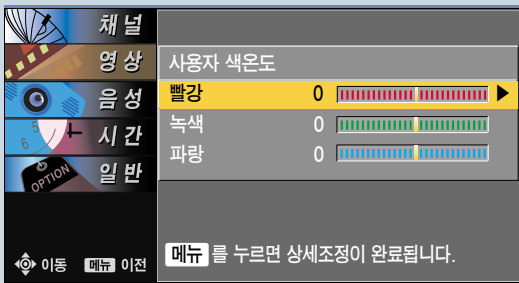 채널
영상
음성
6 5
시간
OPTION
일반
이동 메뉴 이전
사용자 색온도
빨강 0
녹색 0
파랑 0
메뉴 를 누르면 상세조정이 완료됩니다.